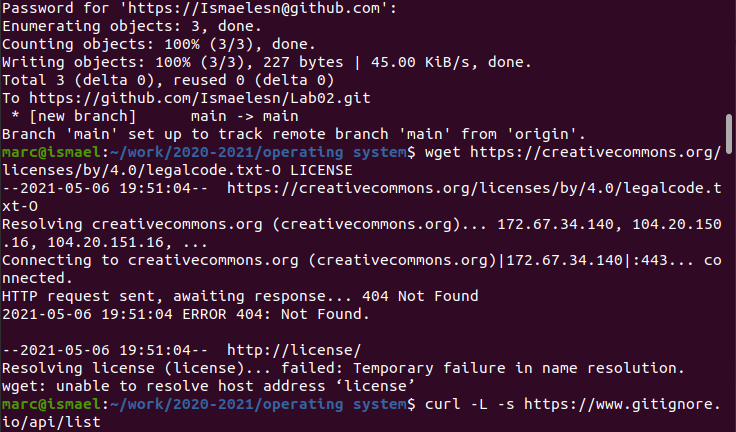 Password for 'https://Ismaelesn@github.com':
Enumerating objects: 3, done.
Counting objects: 100% (3/3), done.
Writing objects: 100% (3/3), 227 bytes | 45.00 KiB/s, done.
Total 3 (delta 0), reused 0 (delta 0)
To https://github.com/Ismaelesn/Lab02.git
 * [new branch]      main -> main
Branch 'main' set up to track remote branch 'main' from 'origin'.
marc@ismael:~/work/2020-2021/operating system$ wget https://creativecommons.org/
licenses/by/4.0/legalcode.txt-O LICENSE
--2021-05-06 19:51:04--  https://creativecommons.org/licenses/by/4.0/legalcode.t
xt-O
Resolving creativecommons.org (creativecommons.org)... 172.67.34.140, 104.20.150
.16, 104.20.151.16, ...
Connecting to creativecommons.org (creativecommons.org)|172.67.34.140|:443... co
nnected.
HTTP request sent, awaiting response... 404 Not Found
2021-05-06 19:51:04 ERROR 404: Not Found.

--2021-05-06 19:51:04--  http://license/
Resolving license (license)... failed: Temporary failure in name resolution.
wget: unable to resolve host address ‘license’
marc@ismael:~/work/2020-2021/operating system$ curl -L -s https://www.gitignore.
io/api/list